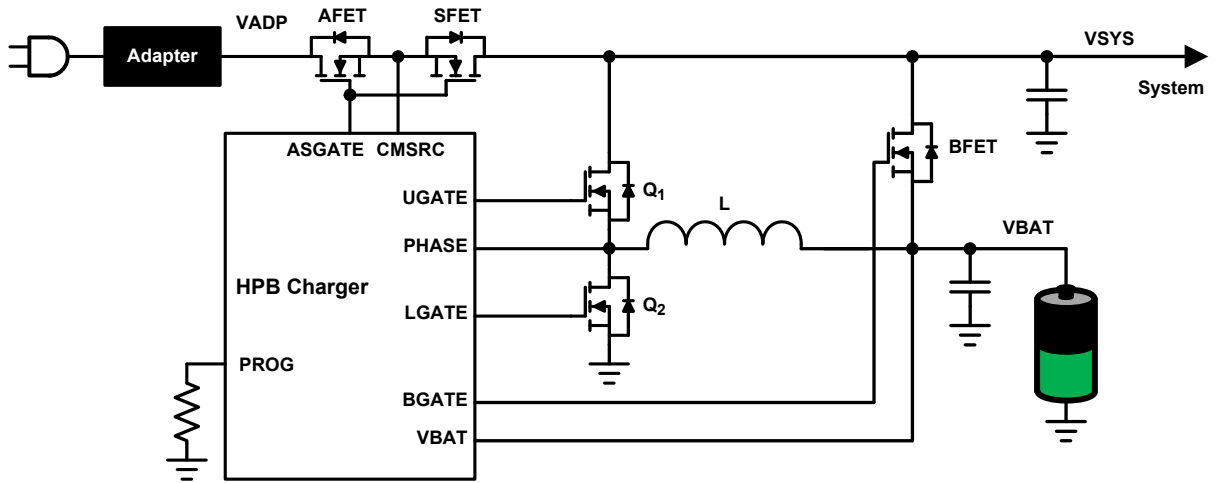 AFET
SFET
VADP
VSYS
Adapter
System
ASGATE
CMSRC
BFET
UGATE
Q1
L
PHASE
VBAT
HPB Charger
LGATE
Q2
PROG
BGATE
VBAT